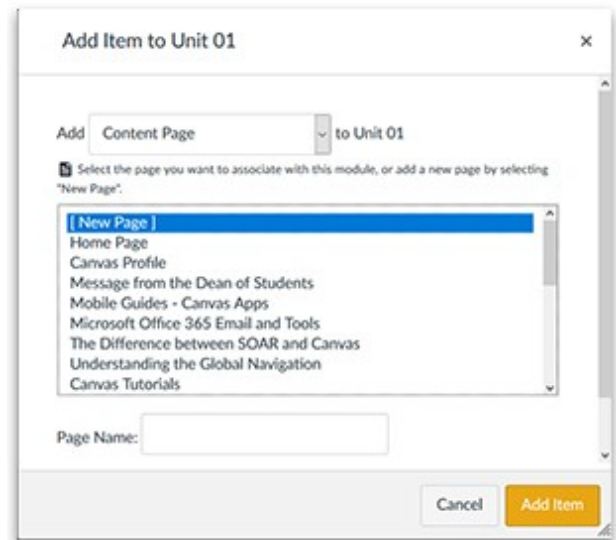 Add Item to Unit 01 ×
Add Content Page to Unit 01
Select the page you want to associate with this module, or add a new page by selecting
"New Page".
[ New Page ]
Home Page
Canvas Profile
Message from the Dean of Students
Mobile Guides - Canvas Apps
Microsoft Office 365 Email and Tools
The Difference between SOAR and Canvas
Understanding the Global Navigation
Canvas Tutorials
Page Name:
Cancel Add Item